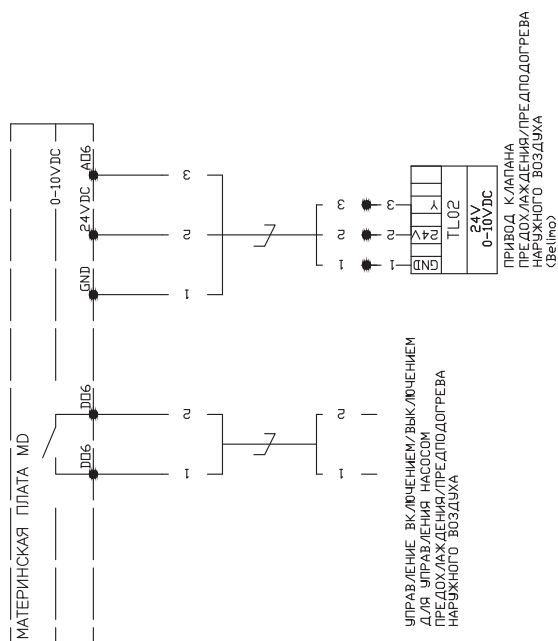 МАТЕРИНСКАЯ ПЛАТА MD
0-10VDC
DO6
DO6
GND
24VDC
AO6
1
2
1
2
3
1
2
1
2
3
1
2
3
GND
24V
Y
TL02
24V
0-10VDC
УПРАВЛЕНИЕ ВКЛЮЧЕНИЕМ/ВЫКЛЮЧЕНИЕМ
ДЛЯ УПРАВЛЕНИЯ НАСОСОМ
ПРЕДОХЛАЖДЕНИЯ/ПРЕДПОДОГРЕВА
НАРУЖНОГО ВОЗДУХА
ПРИВОД КЛАПАНА
ПРЕДОХЛАЖДЕНИЯ/ПРЕДПОДОГРЕВА
НАРУЖНОГО ВОЗДУХА
(Belimo)